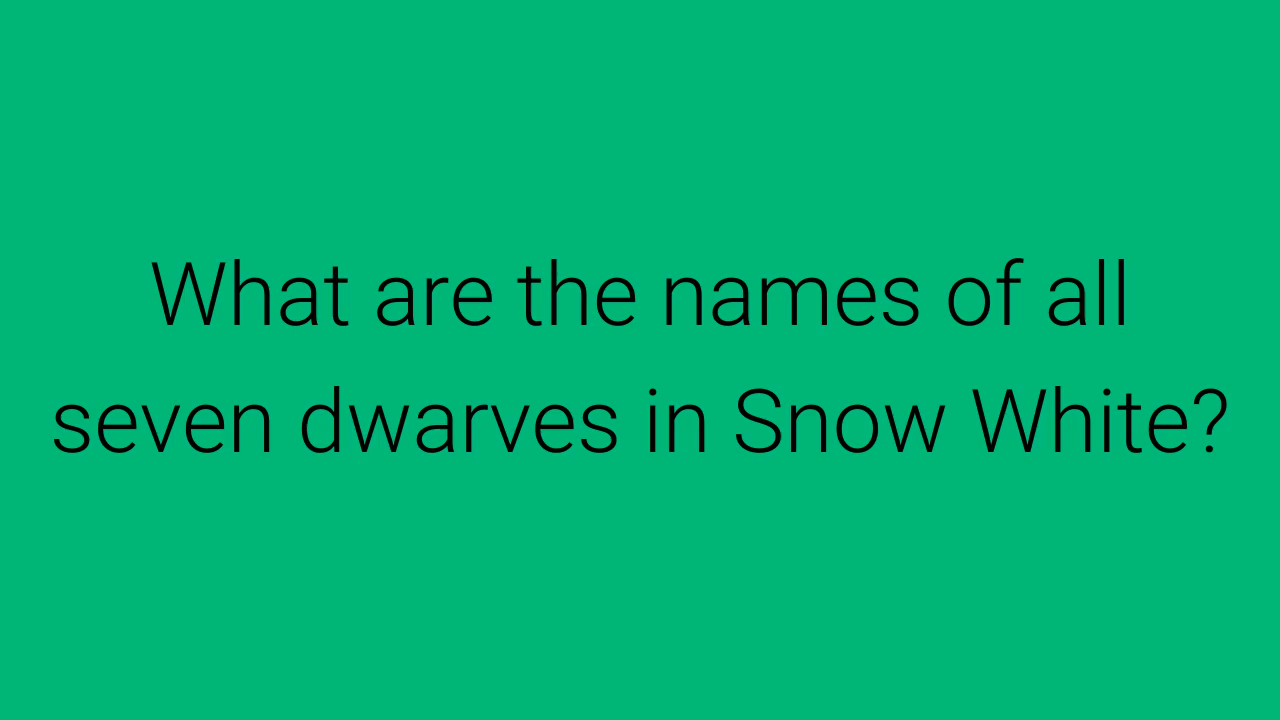 What are the names of all
seven dwarves in Snow White?